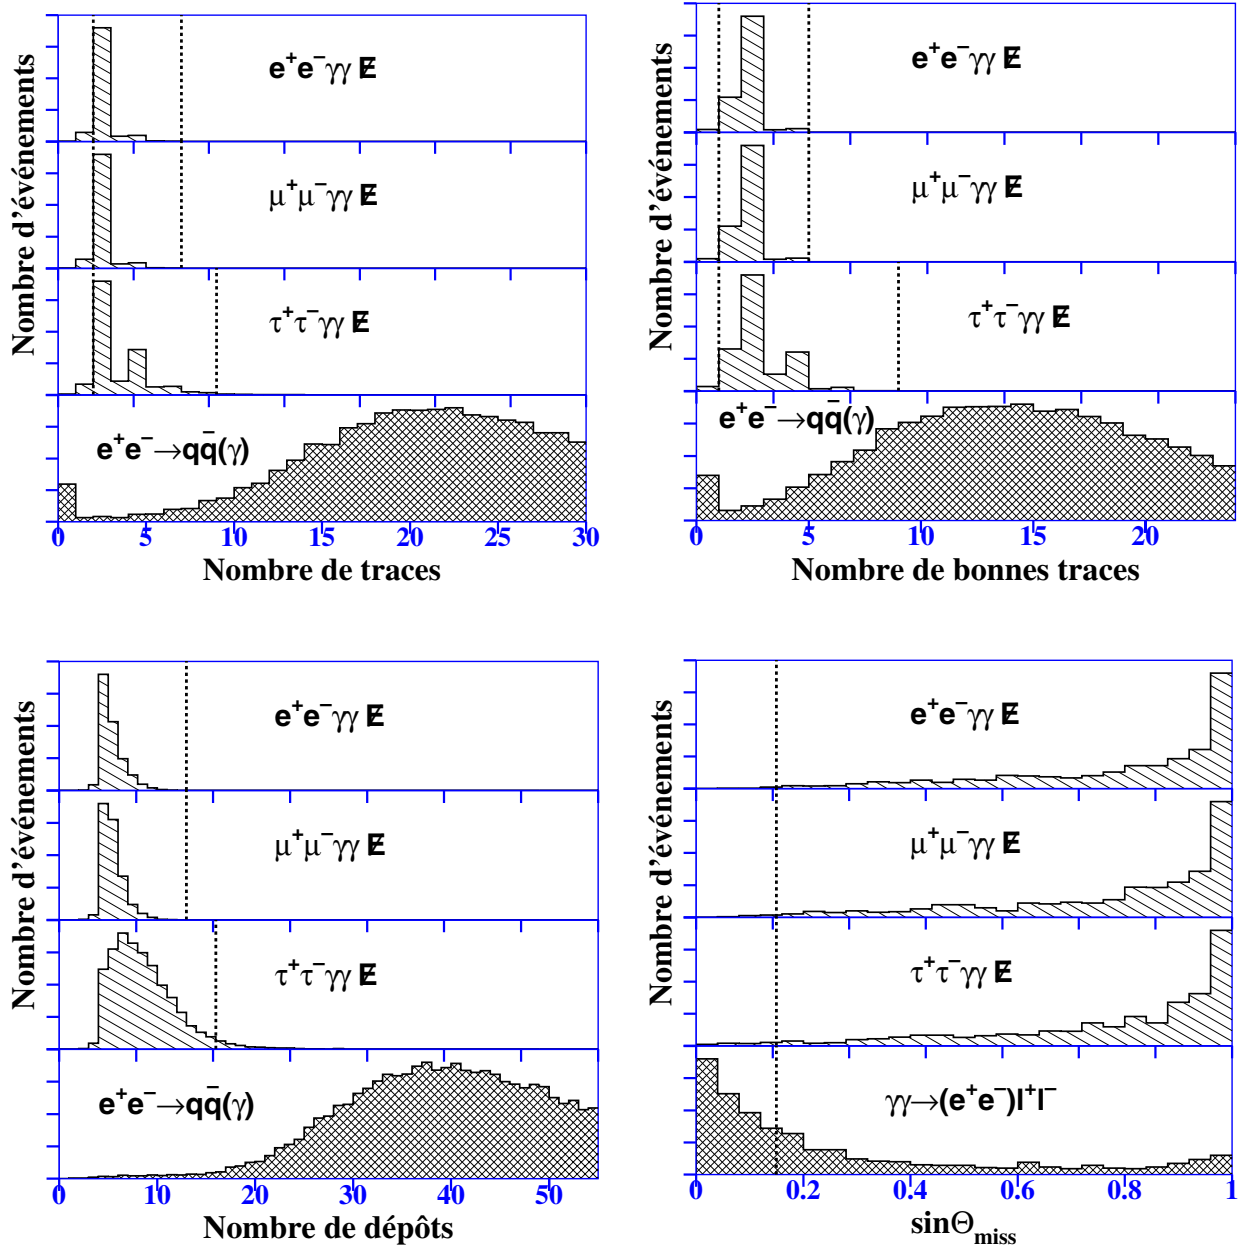 Nombre d'événements
e⁺e⁻γγ E̸
μ⁺μ⁻γγ E̸
τ⁺τ⁻γγ E̸
e⁺e⁻→qq̄(γ)
0 5 10 15 20 25 30
Nombre de traces
Nombre d'événements
e⁺e⁻γγ E̸
μ⁺μ⁻γγ E̸
τ⁺τ⁻γγ E̸
e⁺e⁻→qq̄(γ)
0 5 10 15 20
Nombre de bonnes traces
Nombre d'événements
e⁺e⁻γγ E̸
μ⁺μ⁻γγ E̸
τ⁺τ⁻γγ E̸
e⁺e⁻→qq̄(γ)
0 10 20 30 40 50
Nombre de dépôts
Nombre d'événements
e⁺e⁻γγ E̸
μ⁺μ⁻γγ E̸
τ⁺τ⁻γγ E̸
γγ→(e⁺e⁻)l⁺l⁻
0 0.2 0.4 0.6 0.8 1
sinΘmiss